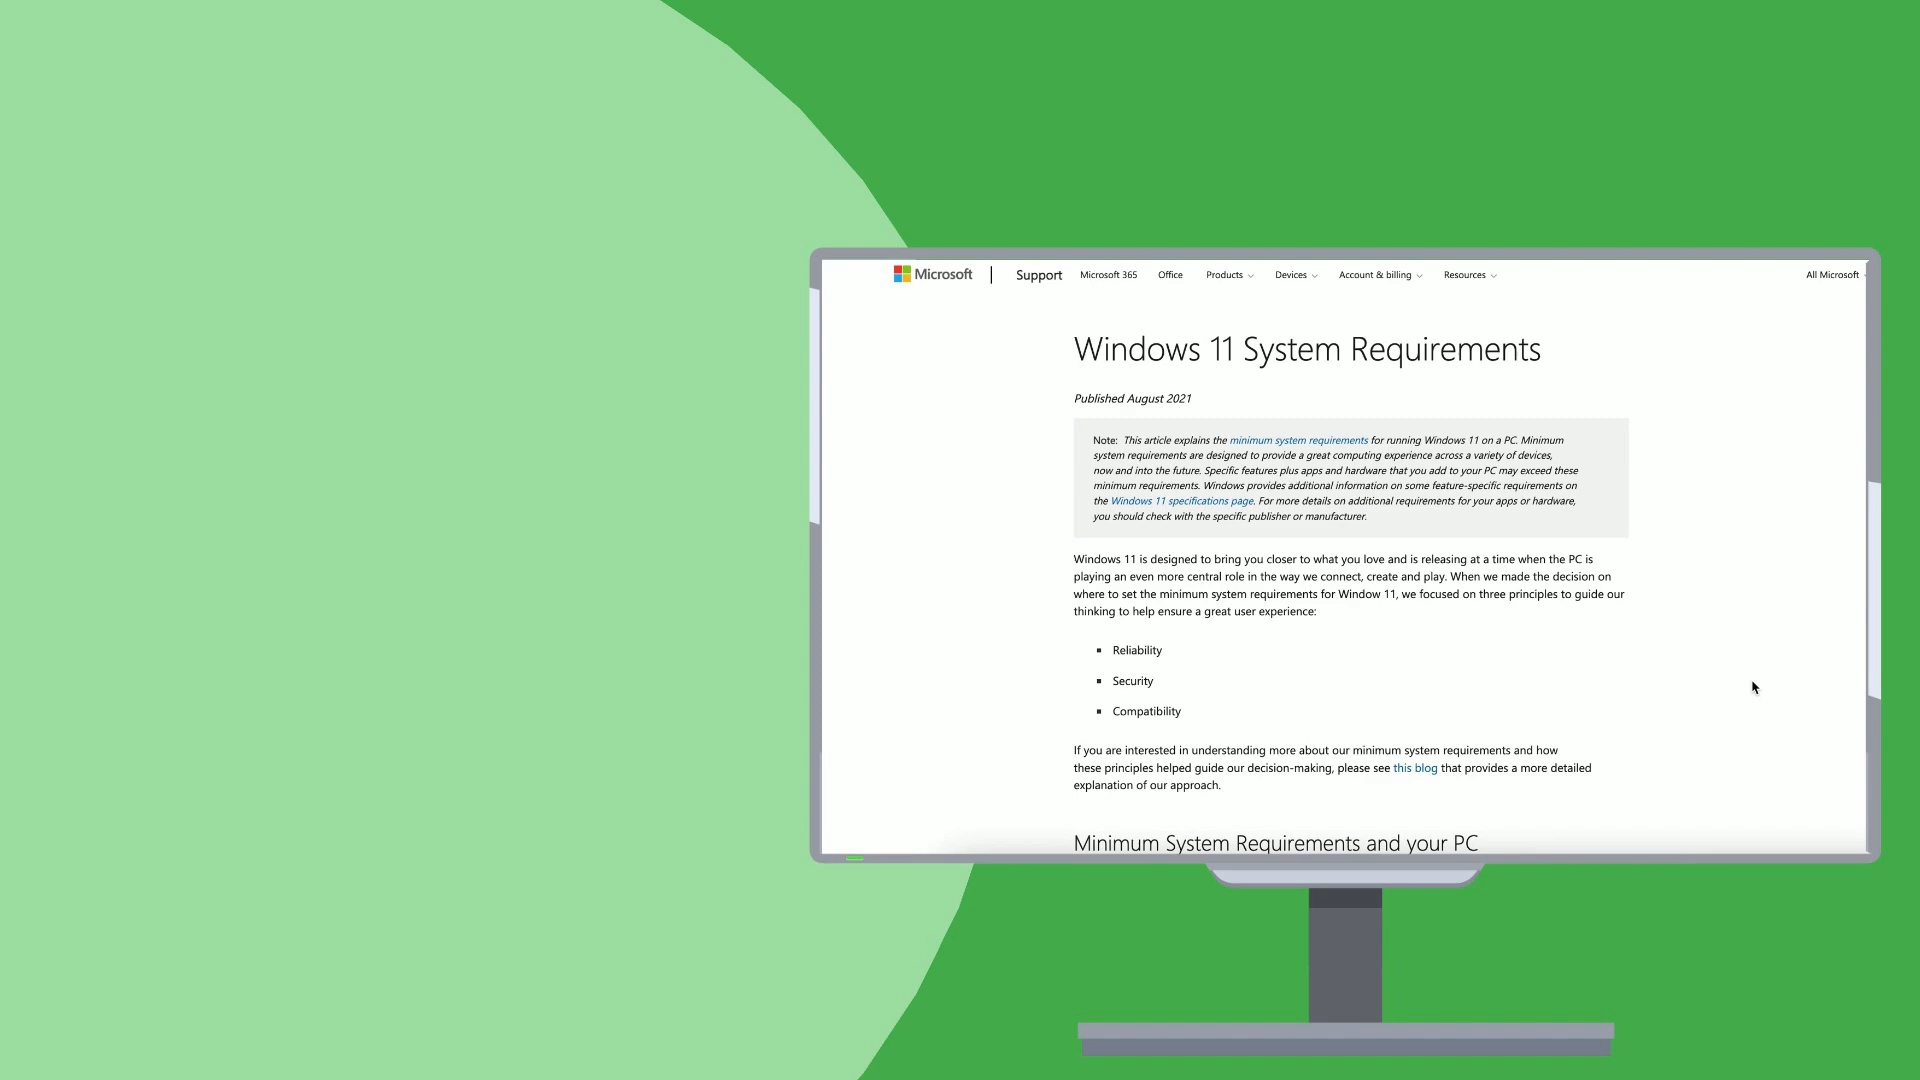 Microsoft | Support Microsoft 365 Office Products Devices Account & billing Resources All Microsoft
Windows 11 System Requirements
Published August 2021
Note: This article explains the minimum system requirements for running Windows 11 on a PC. Minimum
system requirements are designed to provide a great computing experience across a variety of devices,
now and into the future. Specific features plus apps and hardware that you add to your PC may exceed these
minimum requirements. Windows provides additional information on some feature-specific requirements on
the Windows 11 specifications page. For more details on additional requirements for your apps or hardware,
you should check with the specific publisher or manufacturer.
Windows 11 is designed to bring you closer to what you love and is releasing at a time when the PC is
playing an even more central role in the way we connect, create and play. When we made the decision on
where to set the minimum system requirements for Window 11, we focused on three principles to guide our
thinking to help ensure a great user experience:
▪ Reliability
▪ Security
▪ Compatibility
If you are interested in understanding more about our minimum system requirements and how
these principles helped guide our decision-making, please see this blog that provides a more detailed
explanation of our approach.
Minimum System Requirements and your PC